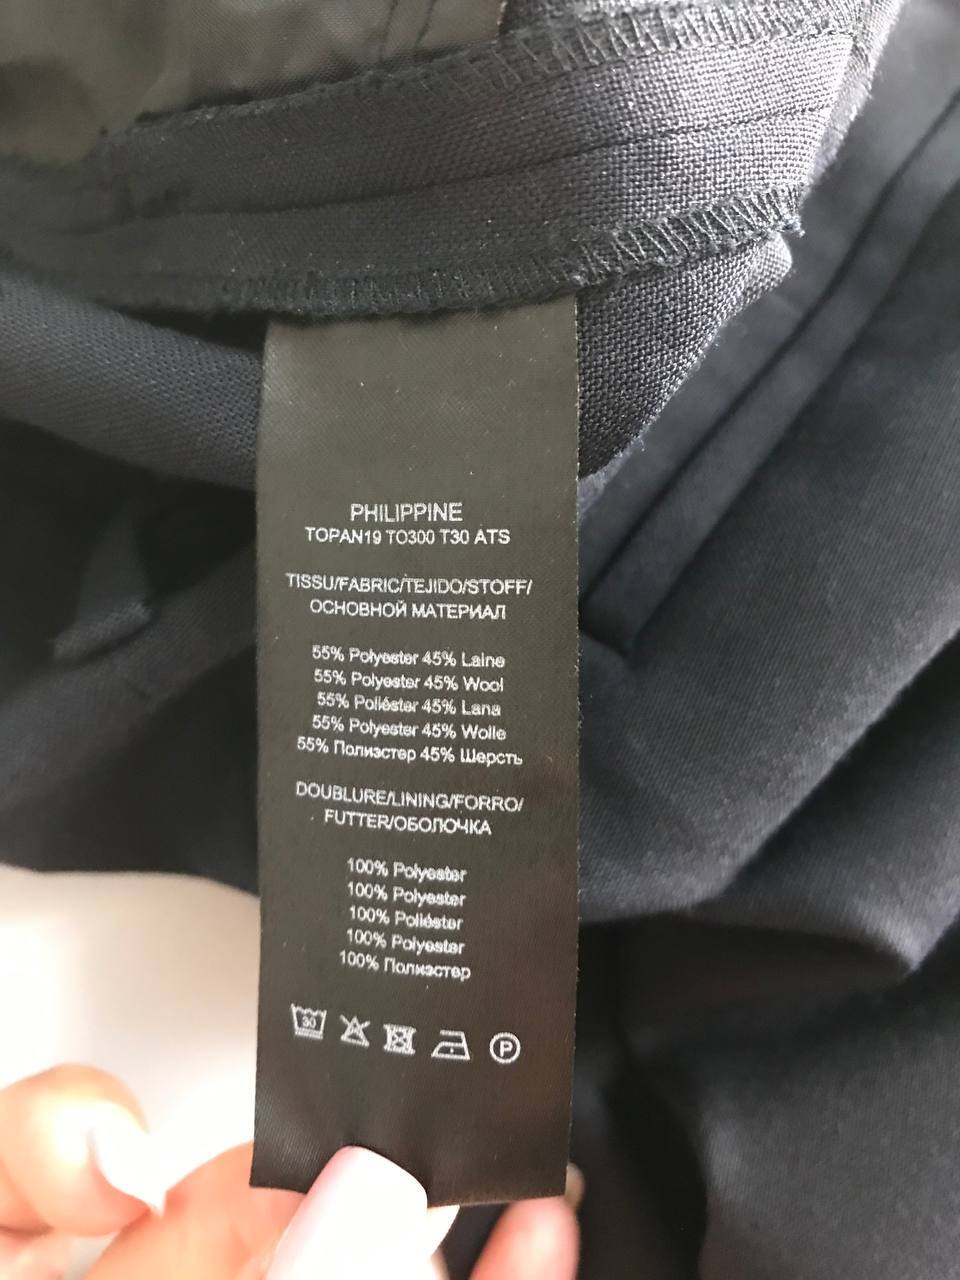 PHILIPPINE
TOPAN19 TO300 T30 ATS
TISSU/FABRIC/TEJIDO/STOFF/
ОСНОВНОЙ МАТЕРИАЛ
55% Polyester 45% Laine
55% Polyester 45% Wool
55% Poliéster 45% Lana
55% Polyester 45% Wolle
55% Полиэстер 45% Шерсть
DOUBLURE/LINING/FORRO/
FUTTER/ОБОЛОЧКА
100% Polyester
100% Polyester
100% Poliéster
100% Polyester
100% Полиэстер
30 P